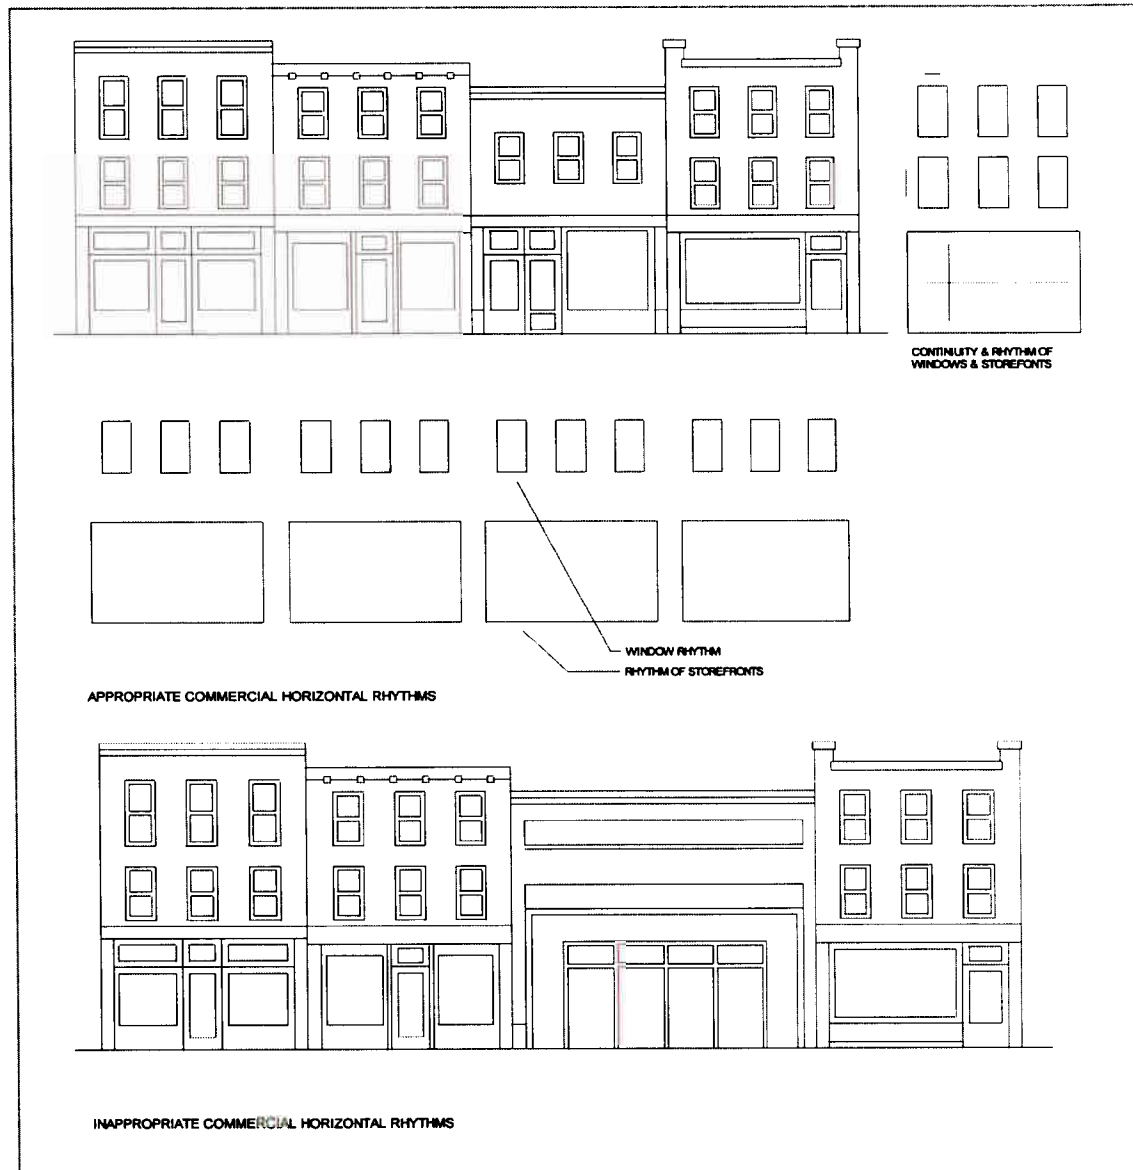 CONTINUITY & RHYTHM OF
WINDOWS & STOREFONTS
WINDOW RHYTHM
RHYTHM OF STOREFRONTS
APPROPRIATE COMMERCIAL HORIZONTAL RHYTHMS
INAPPROPRIATE COMMERCIAL HORIZONTAL RHYTHMS